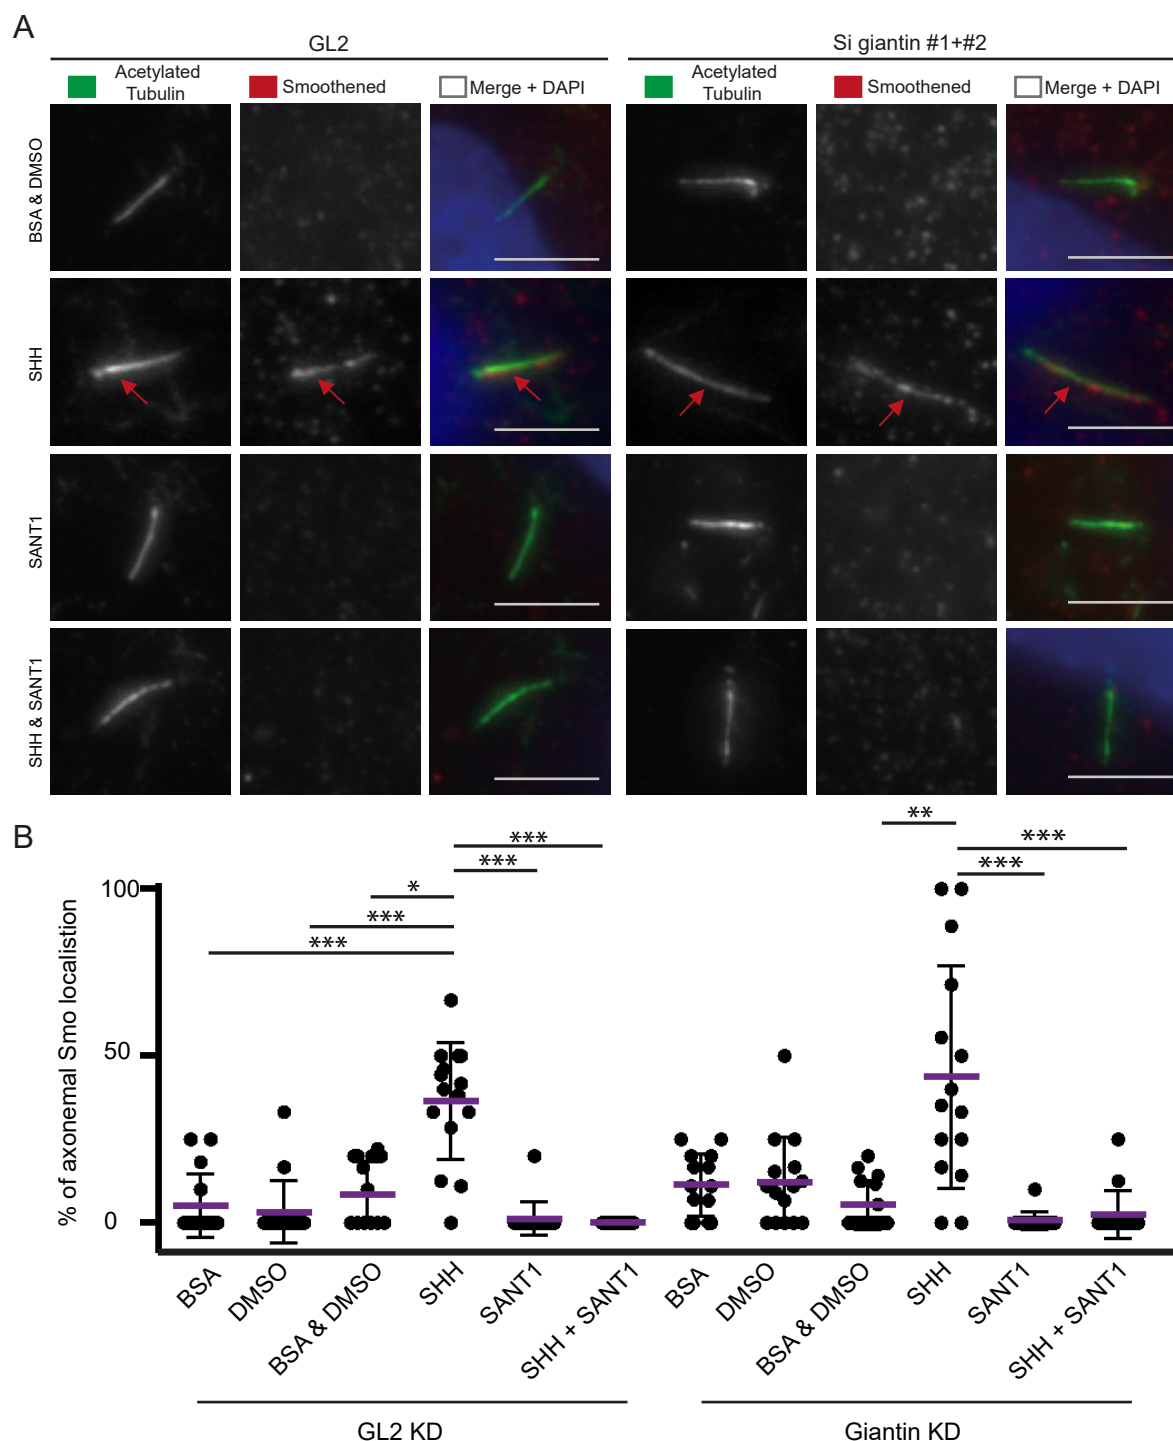 A
GL2
Si giantin #1+#2
Acetylated
Tubulin
Smoothened
Merge + DAPI
Acetylated
Tubulin
Smoothened
Merge + DAPI
BSA & DMSO
SHH
SANT1
SHH & SANT1
B
**
***
***
***
***
*
***
***
% of axonemal Smo localistion
100
50
0
BSA
DMSO
BSA & DMSO
SHH
SANT1
SHH + SANT1
BSA
DMSO
BSA & DMSO
SHH
SANT1
SHH + SANT1
GL2 KD
Giantin KD